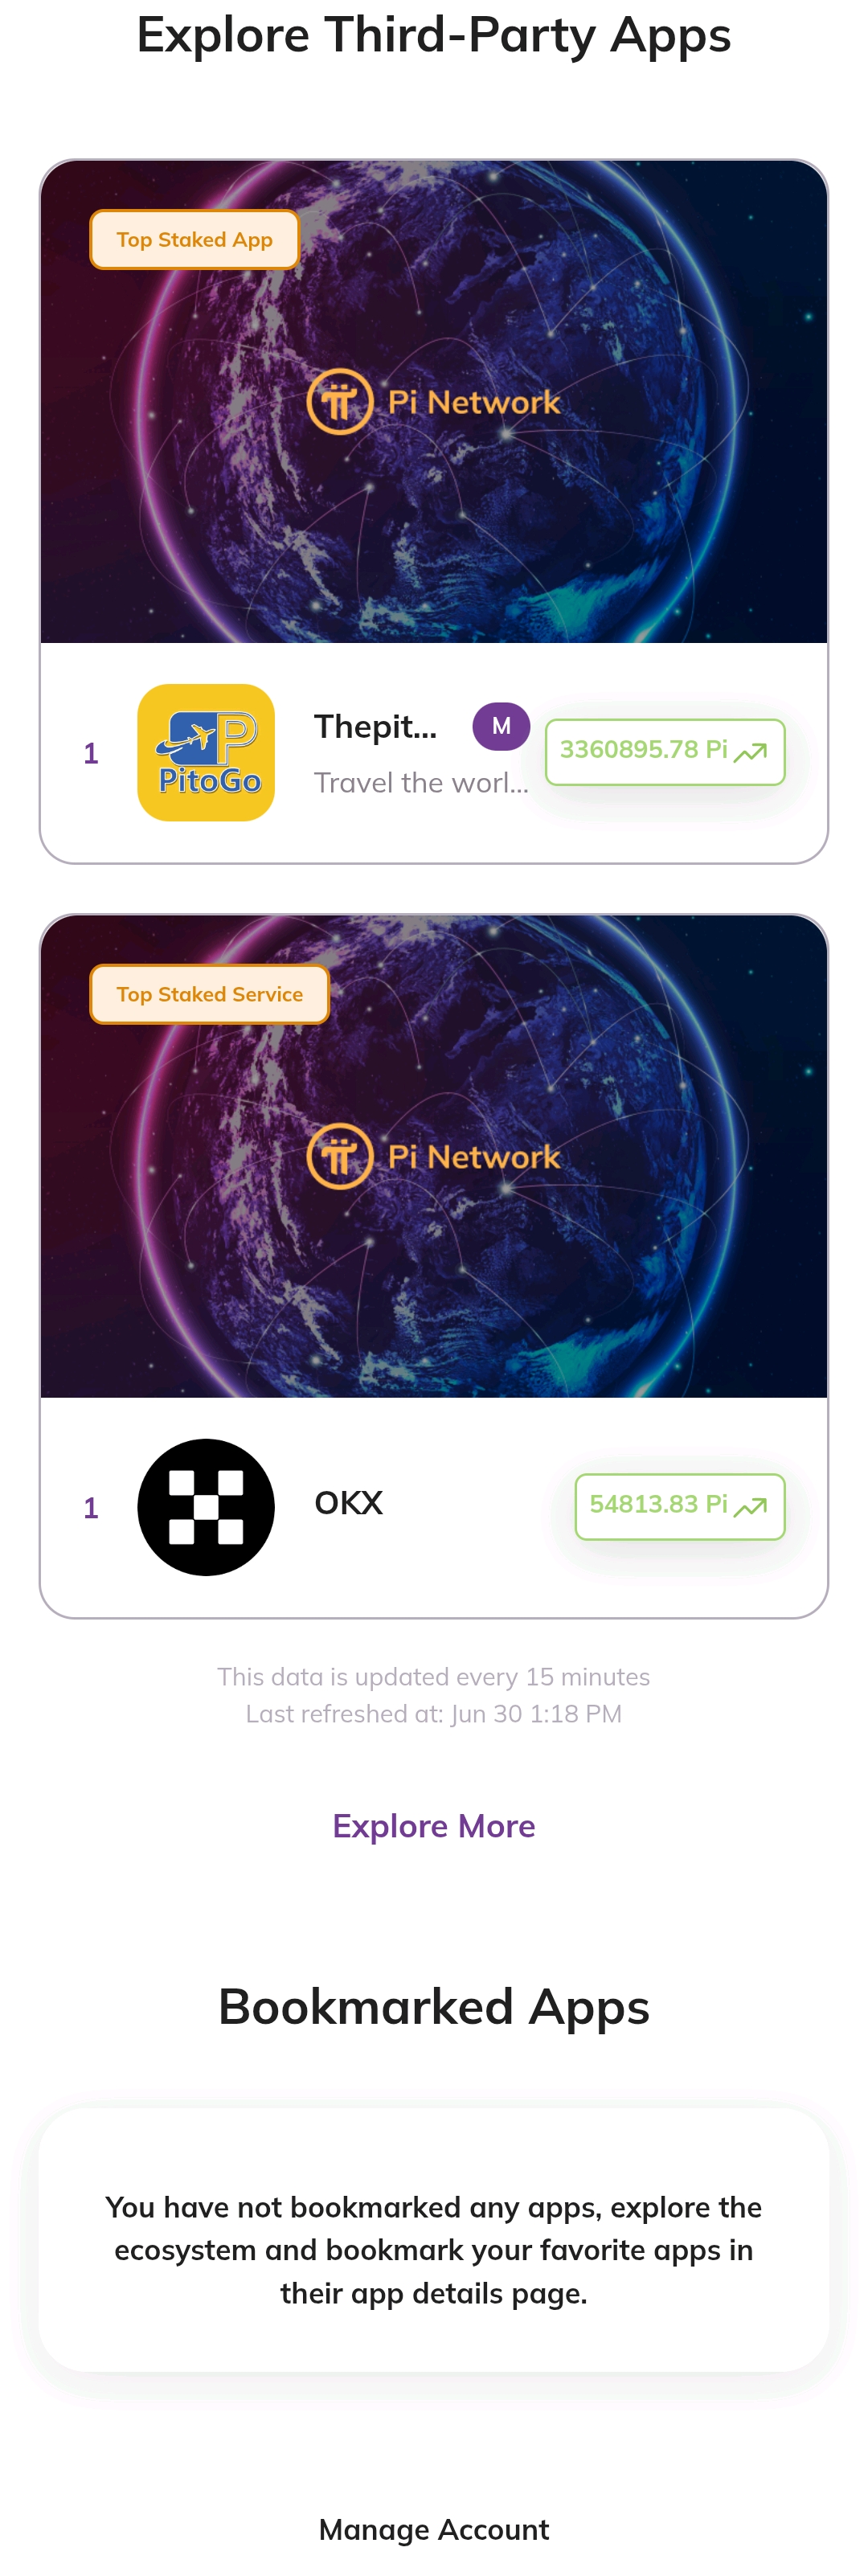 Explore Third-Party Apps
Top Staked App
Pi Network
1
PitoGo
Thepit...
M
Travel the worl...
3360895.78 Pi
Top Staked Service
Pi Network
1
OKX
54813.83 Pi
This data is updated every 15 minutes
Last refreshed at: Jun 30 1:18 PM
Explore More
Bookmarked Apps
You have not bookmarked any apps, explore the
ecosystem and bookmark your favorite apps in
their app details page.
Manage Account